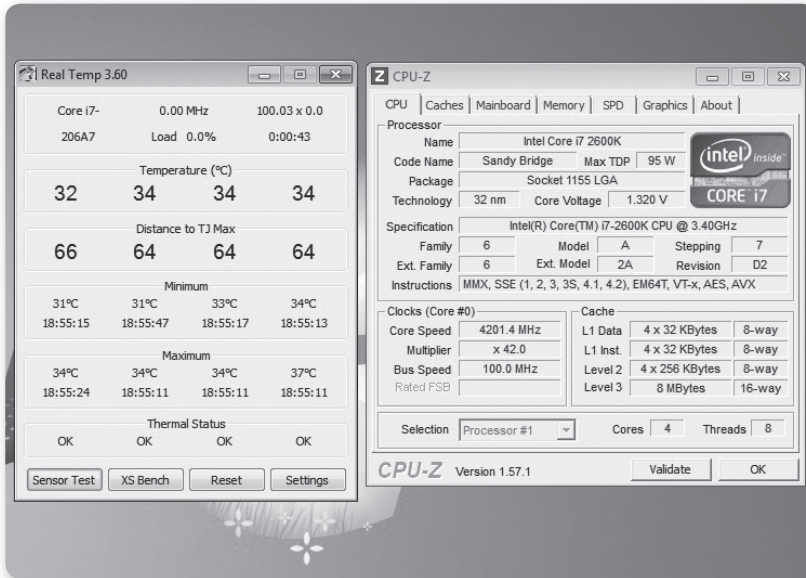 Real Temp 3.60
Core i7- 0.00 MHz 100.03 x 0.0
206A7 Load 0.0% 0:00:43
Temperature (°C)
32 34 34 34
Distance to TJ Max
66 64 64 64
Minimum
31°C 31°C 33°C 34°C
18:55:15 18:55:47 18:55:17 18:55:13
Maximum
34°C 34°C 34°C 37°C
18:55:24 18:55:11 18:55:11 18:55:11
Thermal Status
OK OK OK OK
Sensor Test XS Bench Reset Settings
Z CPU-Z
CPU Caches Mainboard Memory SPD Graphics About
Processor
Name Intel Core i7 2600K
Code Name Sandy Bridge Max TDP 95 W
Package Socket 1155 LGA
Technology 32 nm Core Voltage 1.320 V
intel inside™
CORE i7
Specification Intel(R) Core(TM) i7-2600K CPU @ 3.40GHz
Family 6 Model A Stepping 7
Ext. Family 6 Ext. Model 2A Revision D2
Instructions MMX, SSE (1, 2, 3, 3S, 4.1, 4.2), EM64T, VT-x, AES, AVX
Clocks (Core #0)
Core Speed 4201.4 MHz
Multiplier x 42.0
Bus Speed 100.0 MHz
Rated FSB
Cache
L1 Data 4 x 32 KBytes 8-way
L1 Inst. 4 x 32 KBytes 8-way
Level 2 4 x 256 KBytes 8-way
Level 3 8 MBytes 16-way
Selection Processor #1 Cores 4 Threads 8
CPU-Z Version 1.57.1 Validate OK